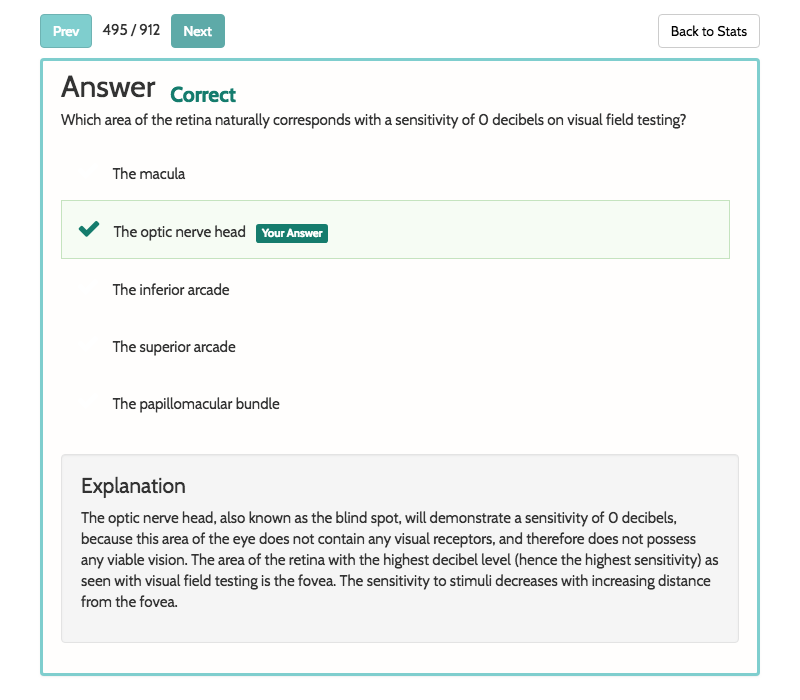 Prev 495 / 912 Next Back to Stats
Answer Correct
Which area of the retina naturally corresponds with a sensitivity of 0 decibels on visual field testing?
The macula
The optic nerve head Your Answer
The inferior arcade
The superior arcade
The papillomacular bundle
Explanation
The optic nerve head, also known as the blind spot, will demonstrate a sensitivity of 0 decibels,
because this area of the eye does not contain any visual receptors, and therefore does not possess
any viable vision. The area of the retina with the highest decibel level (hence the highest sensitivity) as
seen with visual field testing is the fovea. The sensitivity to stimuli decreases with increasing distance
from the fovea.